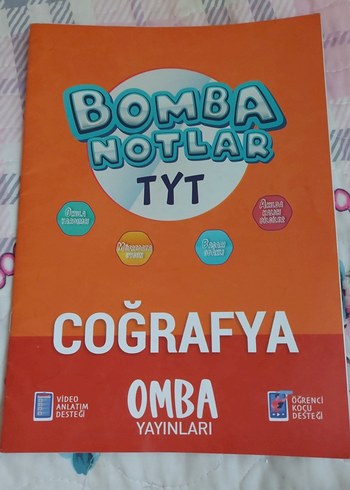 BOMBA
NOTLAR
TYT
COĞRAFYA
VİDEO
ANLATIM
DESTEĞİ
OMBA
YAYINLARI
ÖĞRENCİ
KOÇU
DESTEĞİ